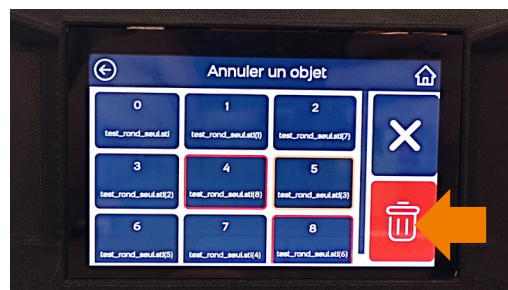 Annuler un objet
0
test_rond_seul.stl
1
test_rond_seul.stl(1)
2
test_rond_seul.stl(7)
3
test_rond_seul.stl(2)
4
test_rond_seul.stl(8)
5
test_rond_seul.stl(3)
6
test_rond_seul.stl(5)
7
test_rond_seul.stl(4)
8
test_rond_seul.stl(6)